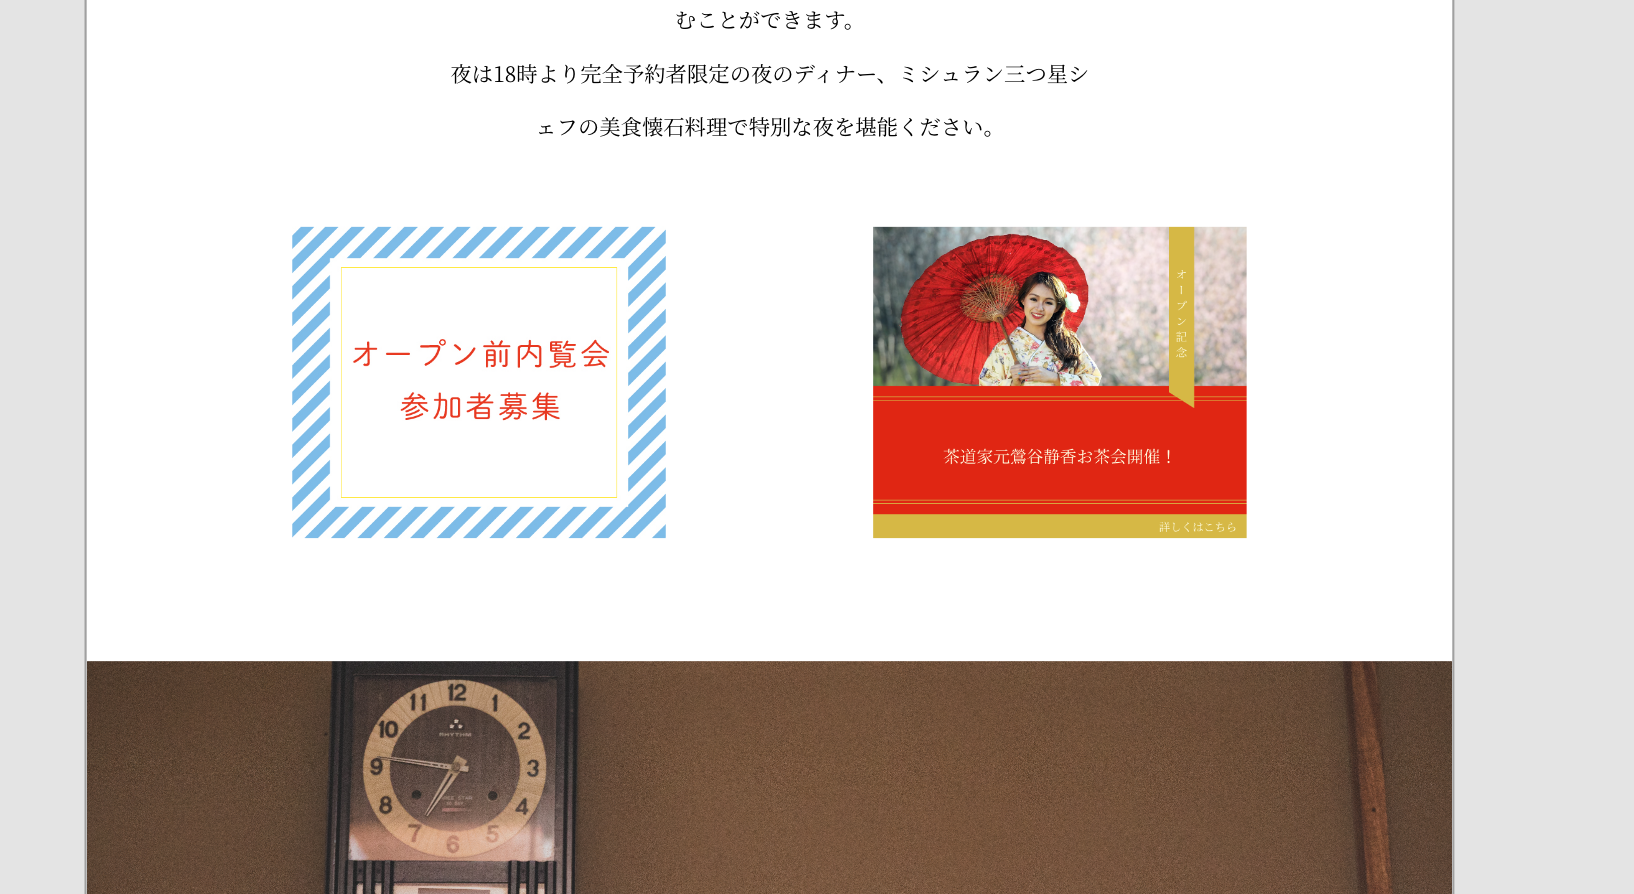 むことができます。
夜は18時より完全予約者限定の夜のディナー、ミシュラン三つ星シ
ェフの美食懐石料理で特別な夜を堪能ください。
オープン前内覧会
参加者募集
オープン記念
茶道家元鶯谷静香お茶会開催！
詳しくはこちら
12
11
1
10
2
RHYTHM
9
3
8
4
7
5
6